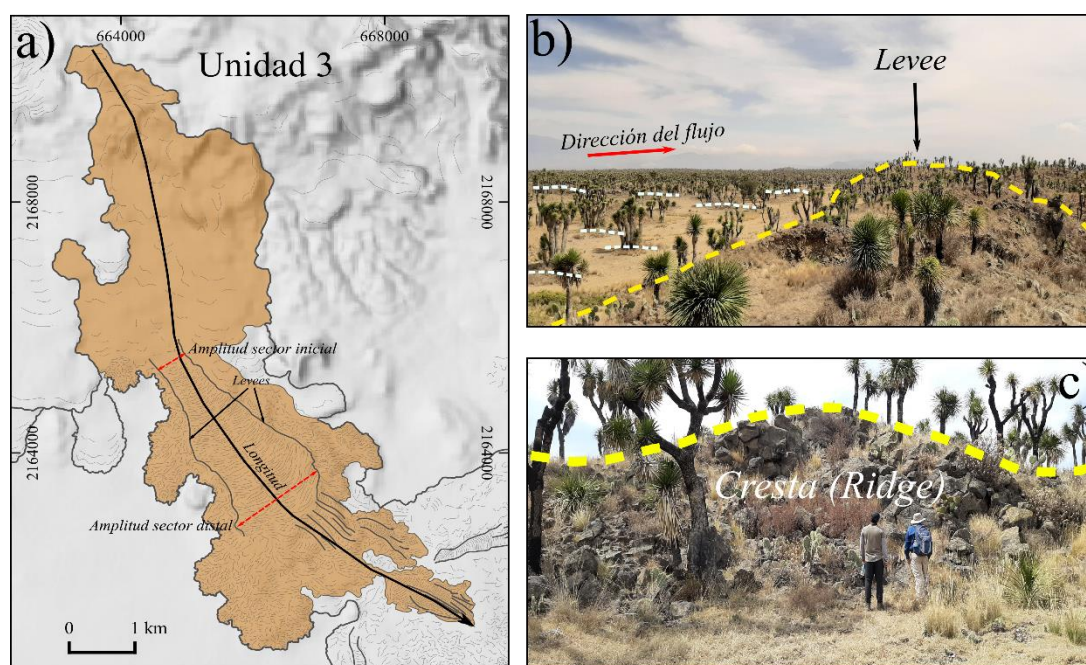 a)
664000
668000
Unidad 3
2168000
2168000
Amplitud sector inicial
Levees
2164000
2164000
Longitud
Amplitud sector distal
0
1 km
b)
Levee
Dirección del flujo
c)
Cresta (Ridge)